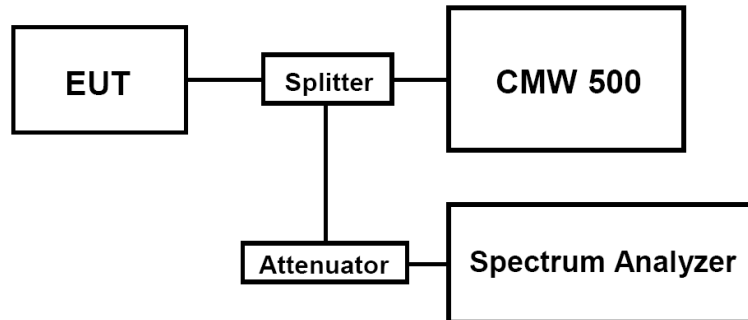 EUT
Splitter
CMW 500
Attenuator
Spectrum Analyzer